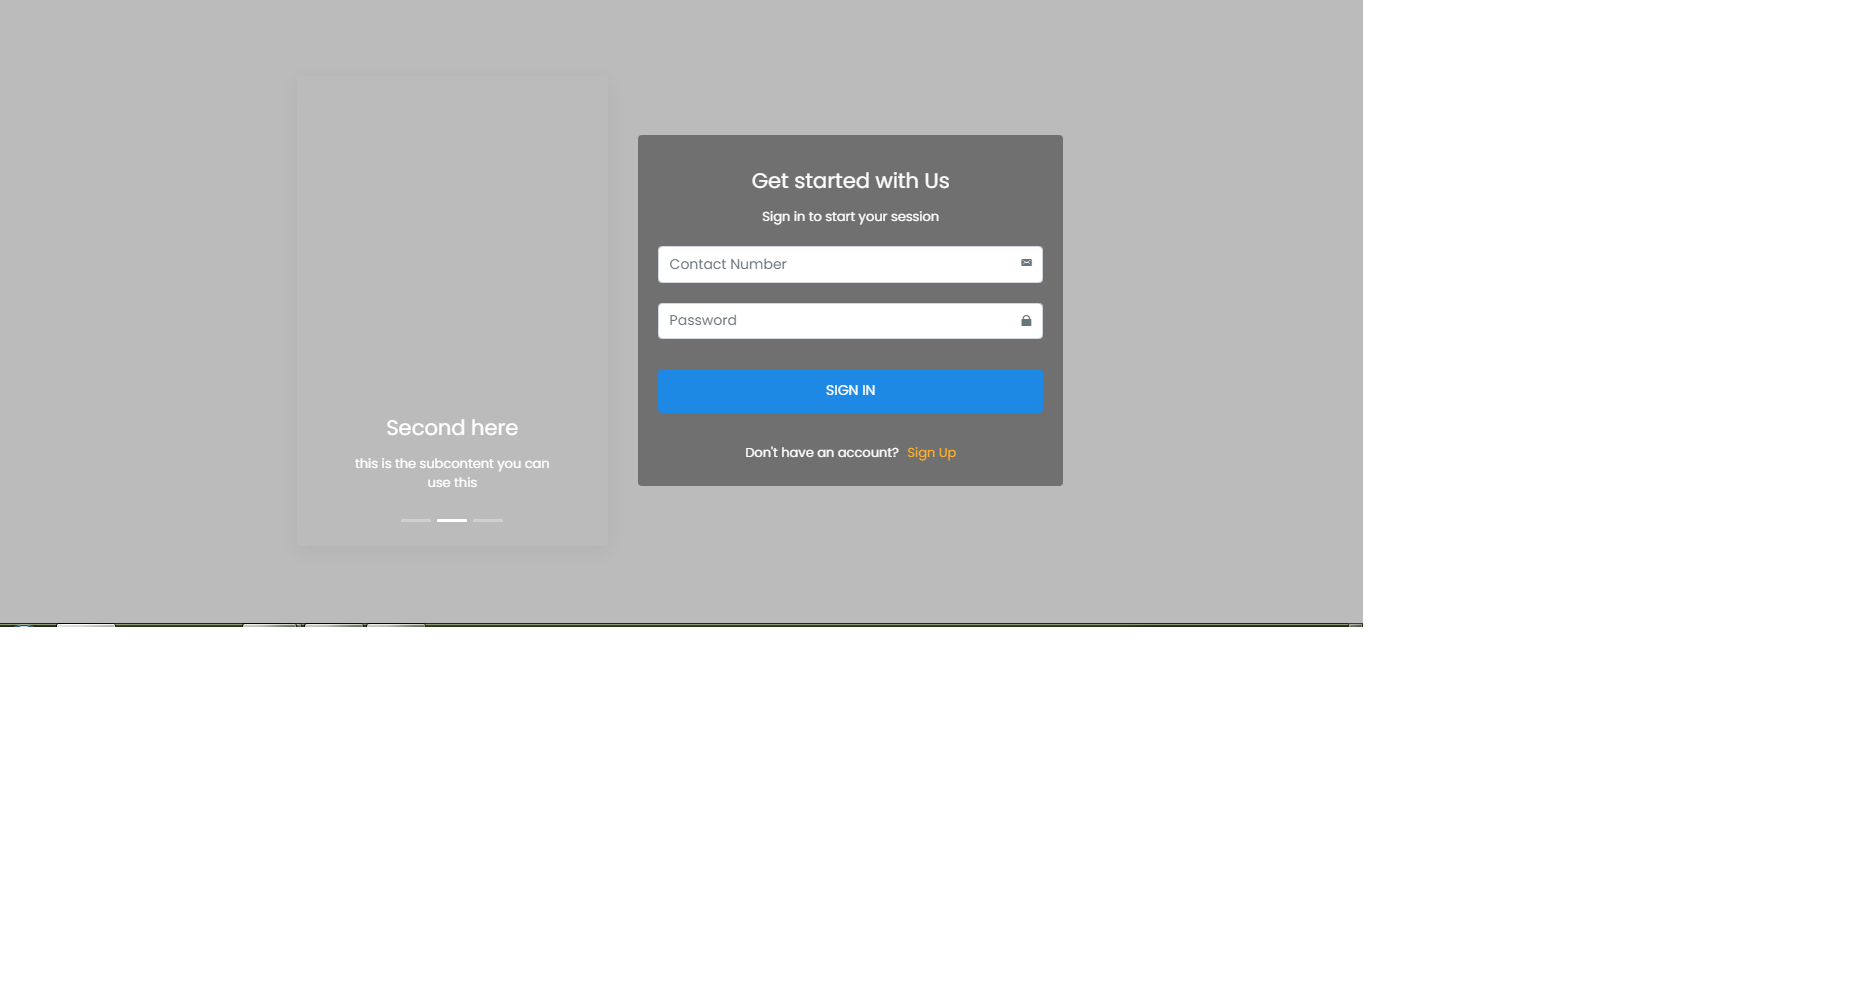 Get started with Us
Sign in to start your session
Contact Number
Password
SIGN IN
Don't have an account? Sign Up
Second here
this is the subcontent you can
use this